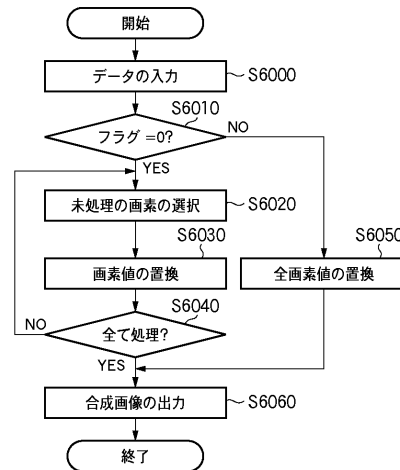 開始
データの入力
S6000
S6010
フラグ =0?
NO
YES
未処理の画素の選択
S6020
S6030
画素値の置換
S6050
全画素値の置換
S6040
全て処理?
NO
YES
合成画像の出力
S6060
終了